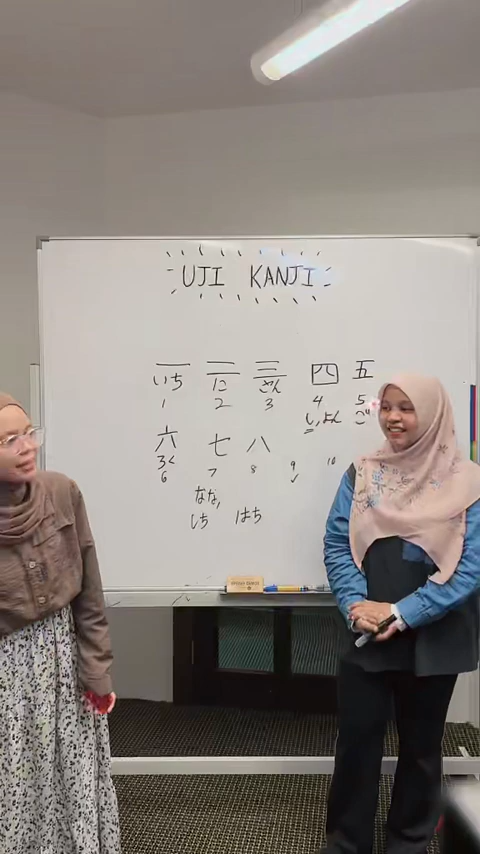 UJI KANJI
一 二 三 四 五
いち に さん し,よん ご
1 2 3 4 5
六 七 八
ろく
6 7 8 9 10
なな,
しち はち